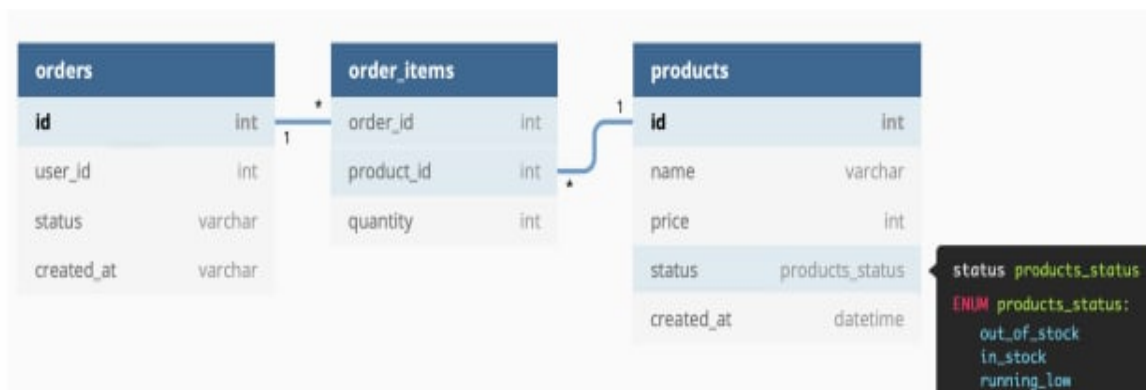 orders
id int
user_id int
status varchar
created_at varchar
1
*
order_items
order_id int
product_id int
quantity int
*
1
products
id int
name varchar
price int
status products_status
created_at datetime
status products_status
ENUM products_status:
out_of_stock
in_stock
running_low